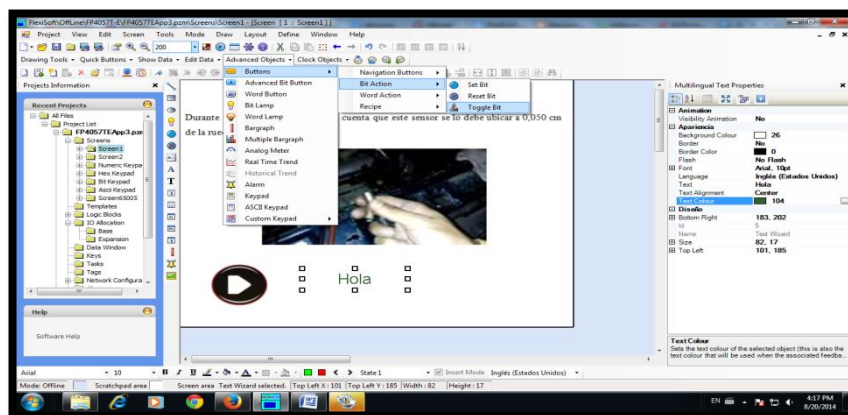 FlexiSoft\OffLine\FP4057T-E\FP4057TEApp3.pzm\Screens\Screen1 - [Screen [ 1 : Screen1 ] ]
Project Define View Edit Screen Tools Mode Draw Layout Define Window Help
200
Drawing Tools Quick Buttons Show Data Edit Data Advanced Objects Clock Objects
Projects Information
Recent Projects
All Files
Project List
FP4057TEApp3.pzm
Screens
Screen1
Screen2
Numeric Keypa
Hex Keypad
Bit Keypad
Ascii Keypad
Screen65005
Templates
Logic Blocks
IO Allocation
Base
Expansion
Data Window
Keys
Tasks
Tags
Network Configura
Help
Software Help
Buttons
Advanced Bit Button
Word Button
Bit Lamp
Word Lamp
Bargraph
Multiple Bargraph
Analog Meter
Real Time Trend
Historical Trend
Alarm
Keypad
ASCII Keypad
Custom Keypad
Navigation Buttons
Bit Action
Word Action
Recipe
Set Bit
Reset Bit
Toggle Bit
Durante
cuenta que este sensor se lo debe ubicar a 0,050 cm
de la rue
Hola
Multilingual Text Properties
Animation
Visibility Animation No
Apariencia
Background Colour 26
Border No
Border Color 0
Flash No Flash
Font Arial, 10pt
Language Inglés (Estados Unidos)
Text Hola
Text Alignment Center
Text Colour 104
Diseño
Bottom Right 183, 202
Id 5
Name Text Wizard
Size 82, 17
Top Left 101, 185
Text Colour
Sets the text colour of the selected object (this is also the
text colour that will be used when the associated feedba...
Arial 10 B I U A State 1 Insert Mode Inglés (Estados Unidos)
Mode: Offline Scratchpad area Screen area Text Wizard selected. Top Left X : 101 Top Left Y : 185 Width : 82 Height : 17
EN
4:17 PM
8/20/2014